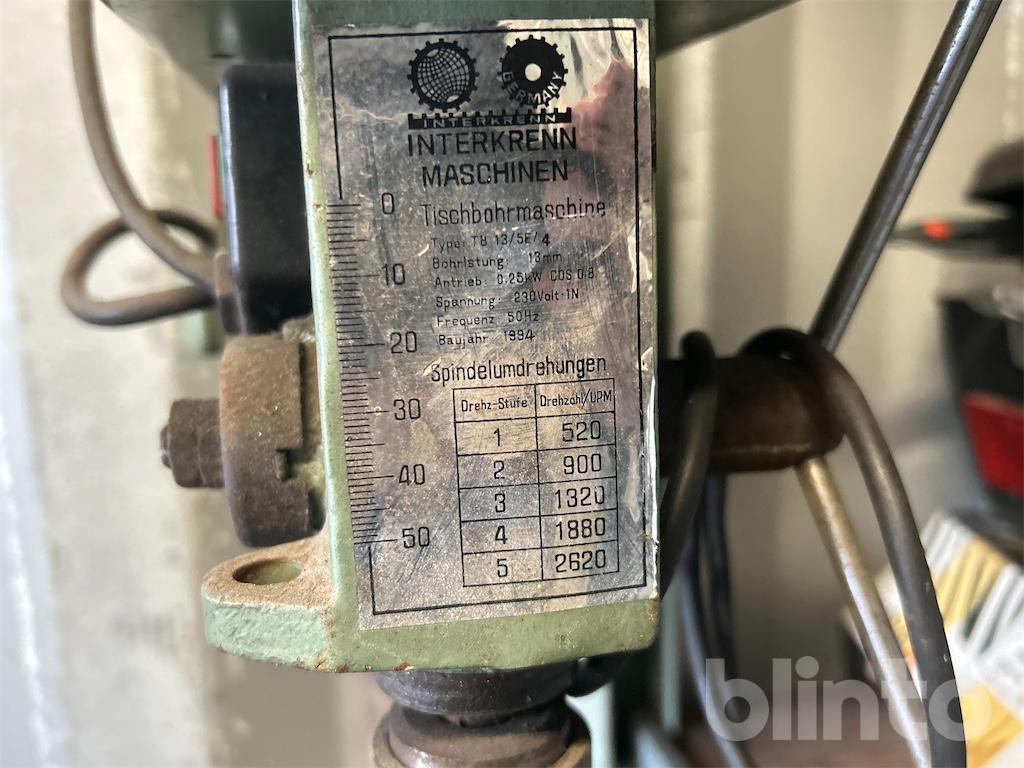 GERMANY
INTERKRENN
INTERKRENN
MASCHINEN
Tischbohrmaschine
Type: TB 13/5E/4
Bohrlstung: 13mm
Antrieb: 0.25kW COS 0.8
Spannung: 230Volt-1N
Frequenz 50Hz
Baujahr 1994
0
10
20
30
40
50
Spindelumdrehungen
Drehz-Stufe Drehzahl/UPM
1 520
2 900
3 1320
4 1880
5 2620
blinto